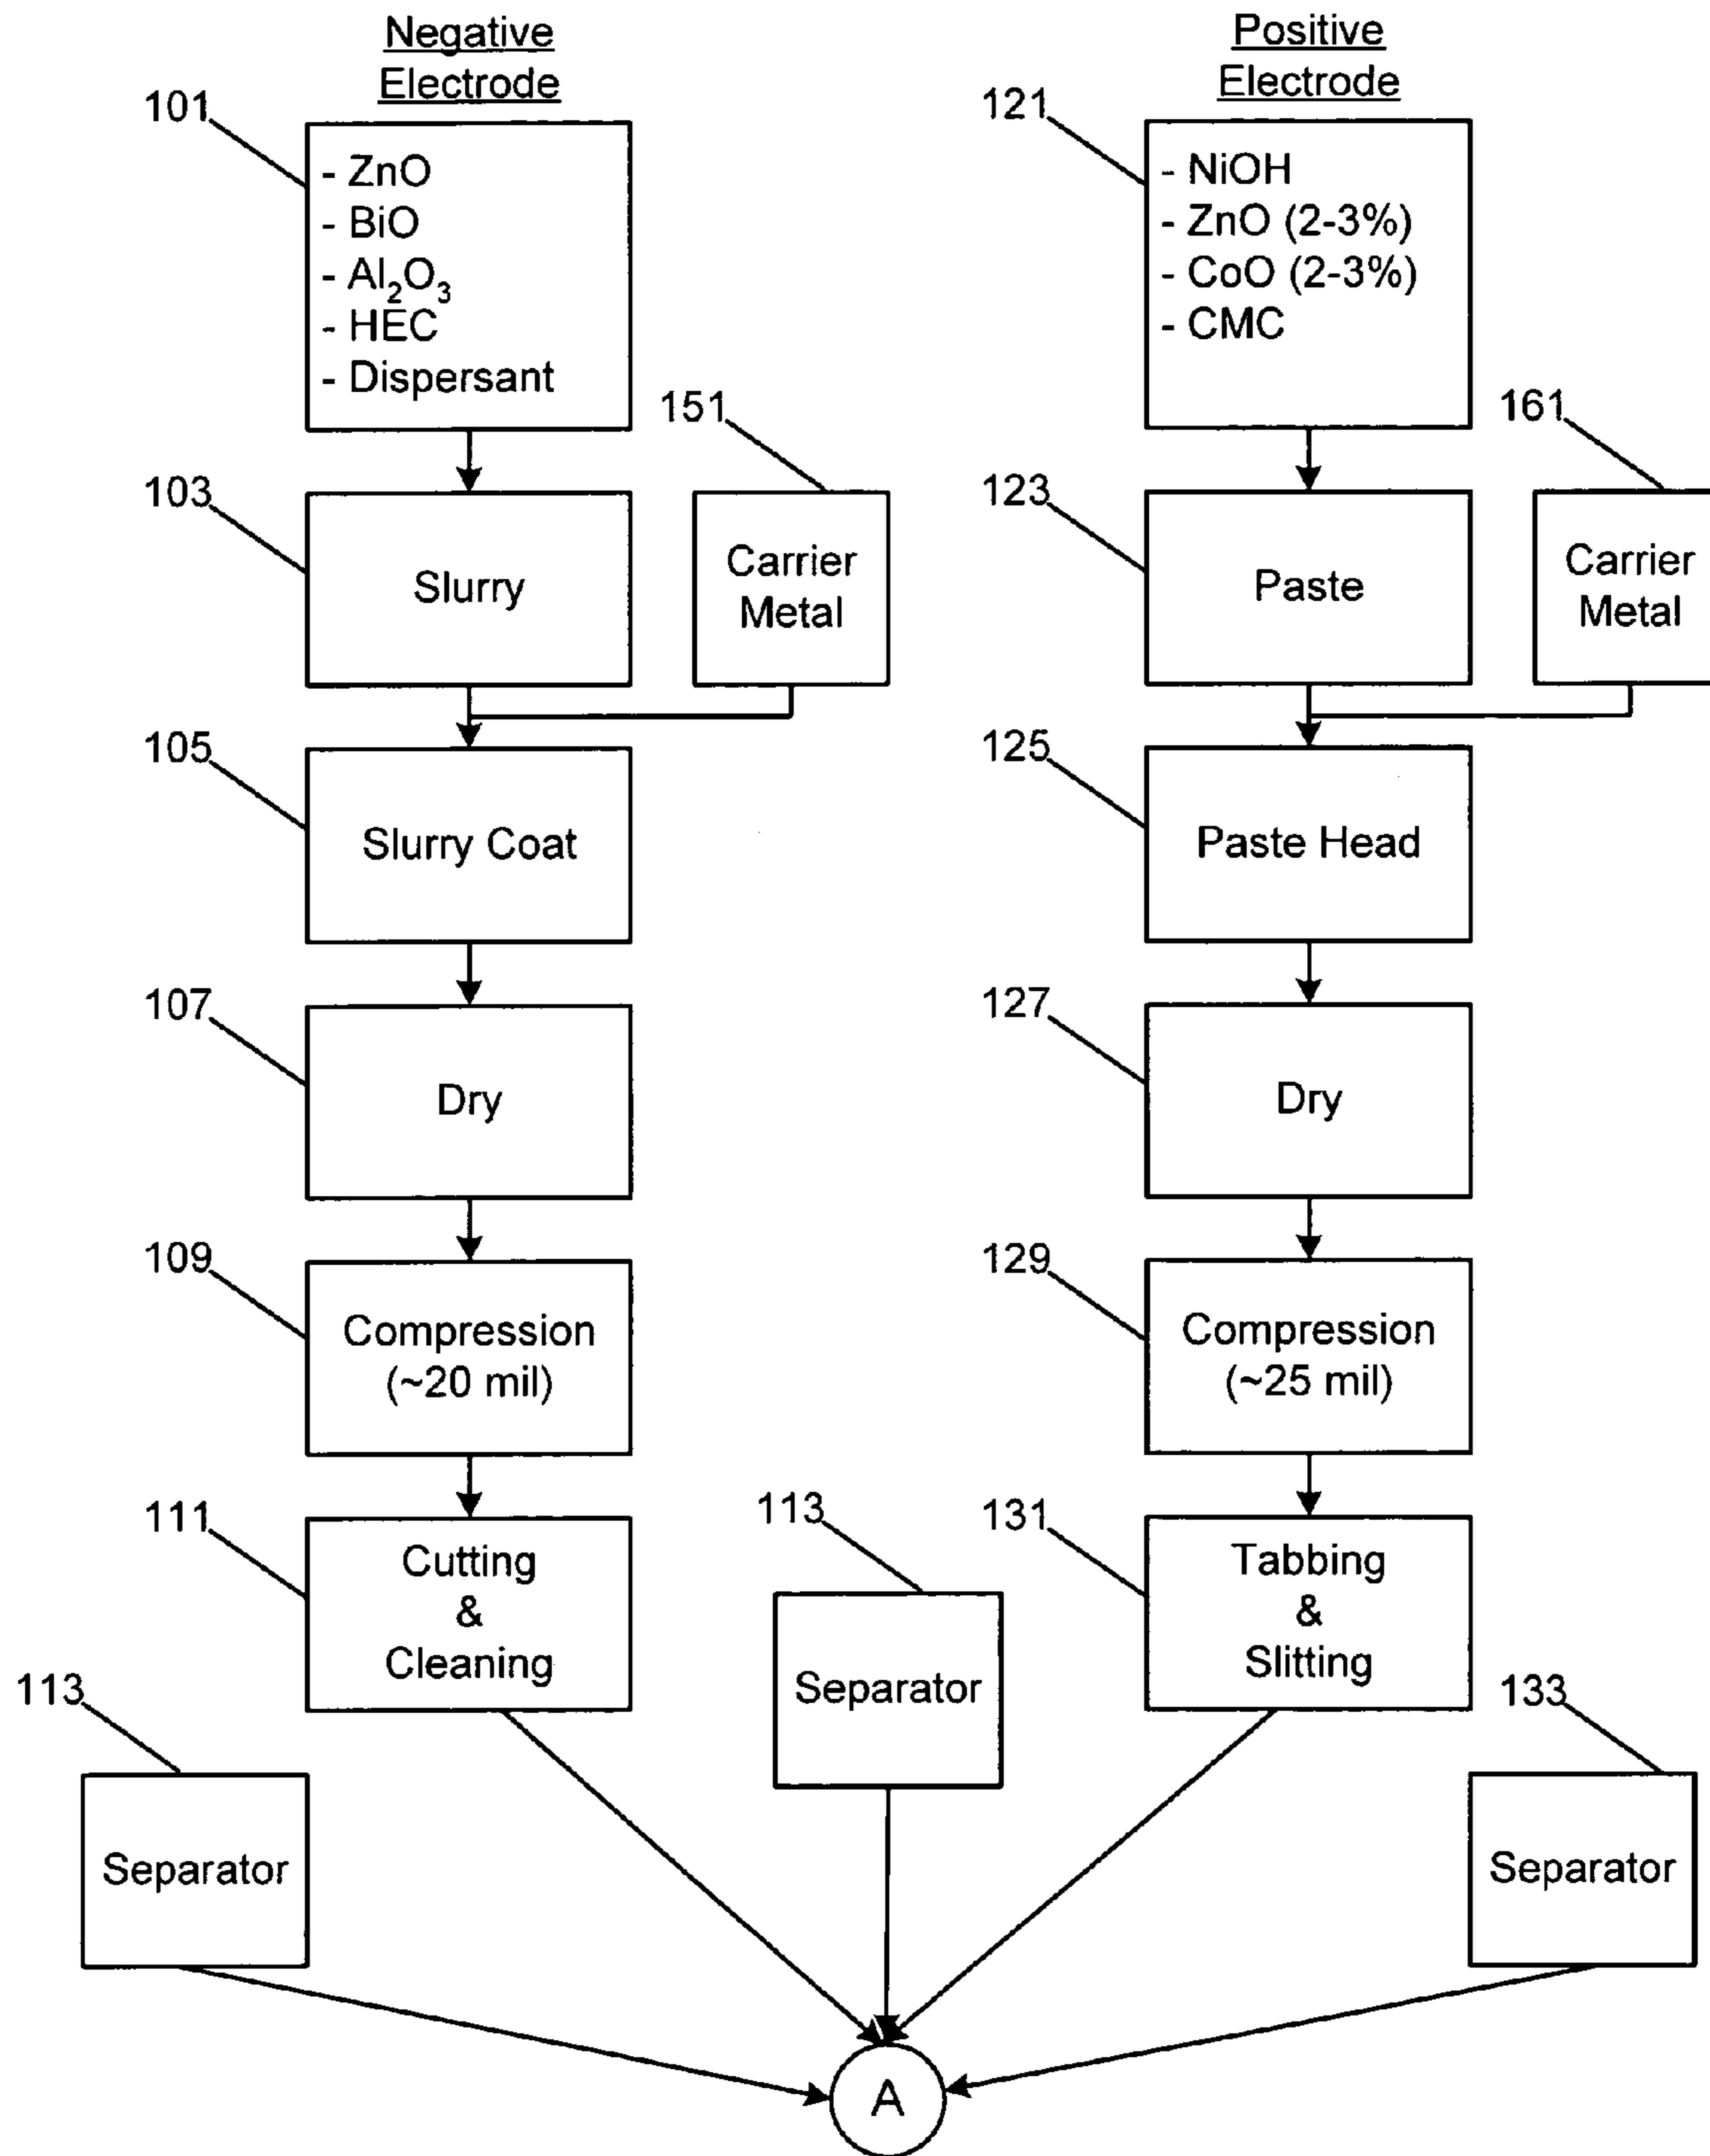 Negative
Electrode
101
- ZnO
- BiO
- Al₂O₃
- HEC
- Dispersant
151
103
Slurry
Carrier
Metal
105
Slurry Coat
107
Dry
109
Compression
(~20 mil)
111
Cutting
&
Cleaning
113
Separator
113
Separator
Positive
Electrode
121
- NiOH
- ZnO (2-3%)
- CoO (2-3%)
- CMC
161
123
Paste
Carrier
Metal
125
Paste Head
127
Dry
129
Compression
(~25 mil)
131
Tabbing
&
Slitting
133
Separator
A